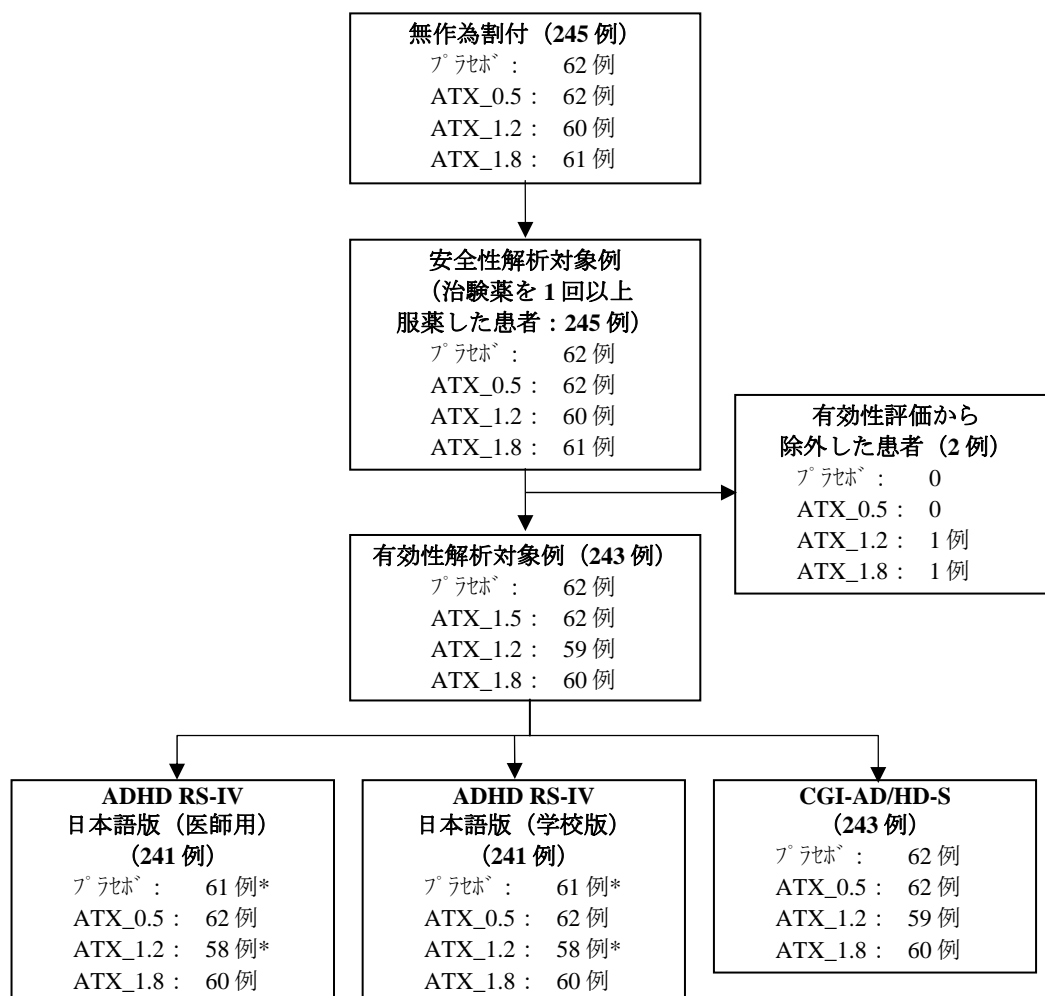 無作為割付（245 例）
プラセボ： 62 例
ATX_0.5： 62 例
ATX_1.2： 60 例
ATX_1.8： 61 例
安全性解析対象例
（治験薬を 1 回以上
服薬した患者：245 例）
プラセボ： 62 例
ATX_0.5： 62 例
ATX_1.2： 60 例
ATX_1.8： 61 例
有効性評価から
除外した患者（2 例）
プラセボ： 0
ATX_0.5： 0
ATX_1.2： 1 例
ATX_1.8： 1 例
有効性解析対象例（243 例）
プラセボ： 62 例
ATX_1.5： 62 例
ATX_1.2： 59 例
ATX_1.8： 60 例
ADHD RS-IV
日本語版（医師用）
（241 例）
プラセボ： 61 例*
ATX_0.5： 62 例
ATX_1.2： 58 例*
ATX_1.8： 60 例
ADHD RS-IV
日本語版（学校版）
（241 例）
プラセボ： 61 例*
ATX_0.5： 62 例
ATX_1.2： 58 例*
ATX_1.8： 60 例
CGI-AD/HD-S
（243 例）
プラセボ： 62 例
ATX_0.5： 62 例
ATX_1.2： 59 例
ATX_1.8： 60 例